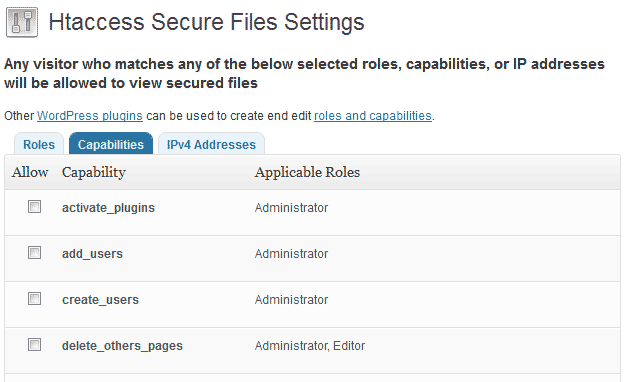 Htaccess Secure Files Settings
Any visitor who matches any of the below selected roles, capabilities, or IP addresses
will be allowed to view secured files
Other WordPress plugins can be used to create end edit roles and capabilities.
Roles Capabilities IPv4 Addresses
Allow Capability Applicable Roles
activate_plugins Administrator
add_users Administrator
create_users Administrator
delete_others_pages Administrator, Editor